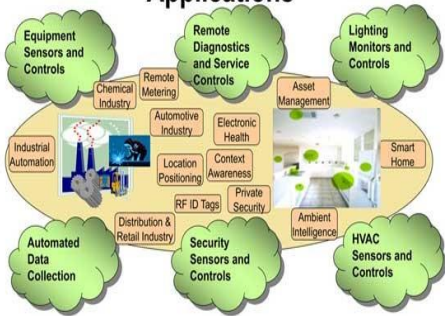 Applications
Equipment
Sensors and
Controls
Remote
Diagnostics
and Service
Controls
Lighting
Monitors and
Controls
Chemical
Industry
Remote
Metering
Asset
Management
Automotive
Industry
Electronic
Health
Industrial
Automation
Location
Positioning
Context
Awareness
Smart
Home
RF ID Tags
Private
Security
Distribution &
Retail Industry
Ambient
Intelligence
Automated
Data
Collection
Security
Sensors and
Controls
HVAC
Sensors and
Controls